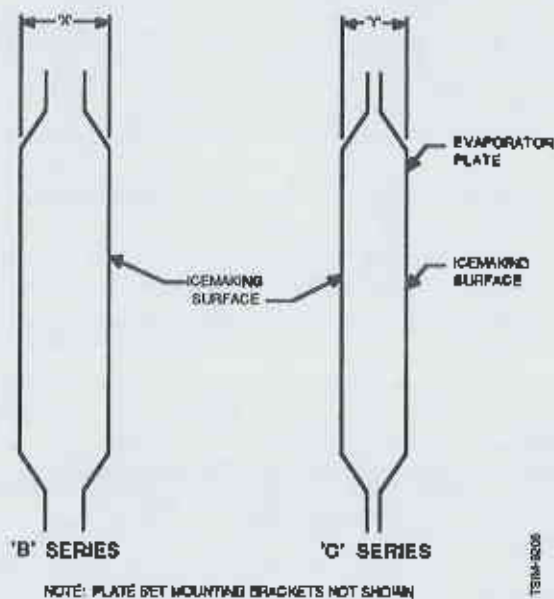 'X'
'Y'
EVAPORATOR
PLATE
ICEMAKING
SURFACE
ICEMAKING
SURFACE
'B' SERIES
'C' SERIES
NOTE: PLATE SET MOUNTING BRACKETS NOT SHOWN